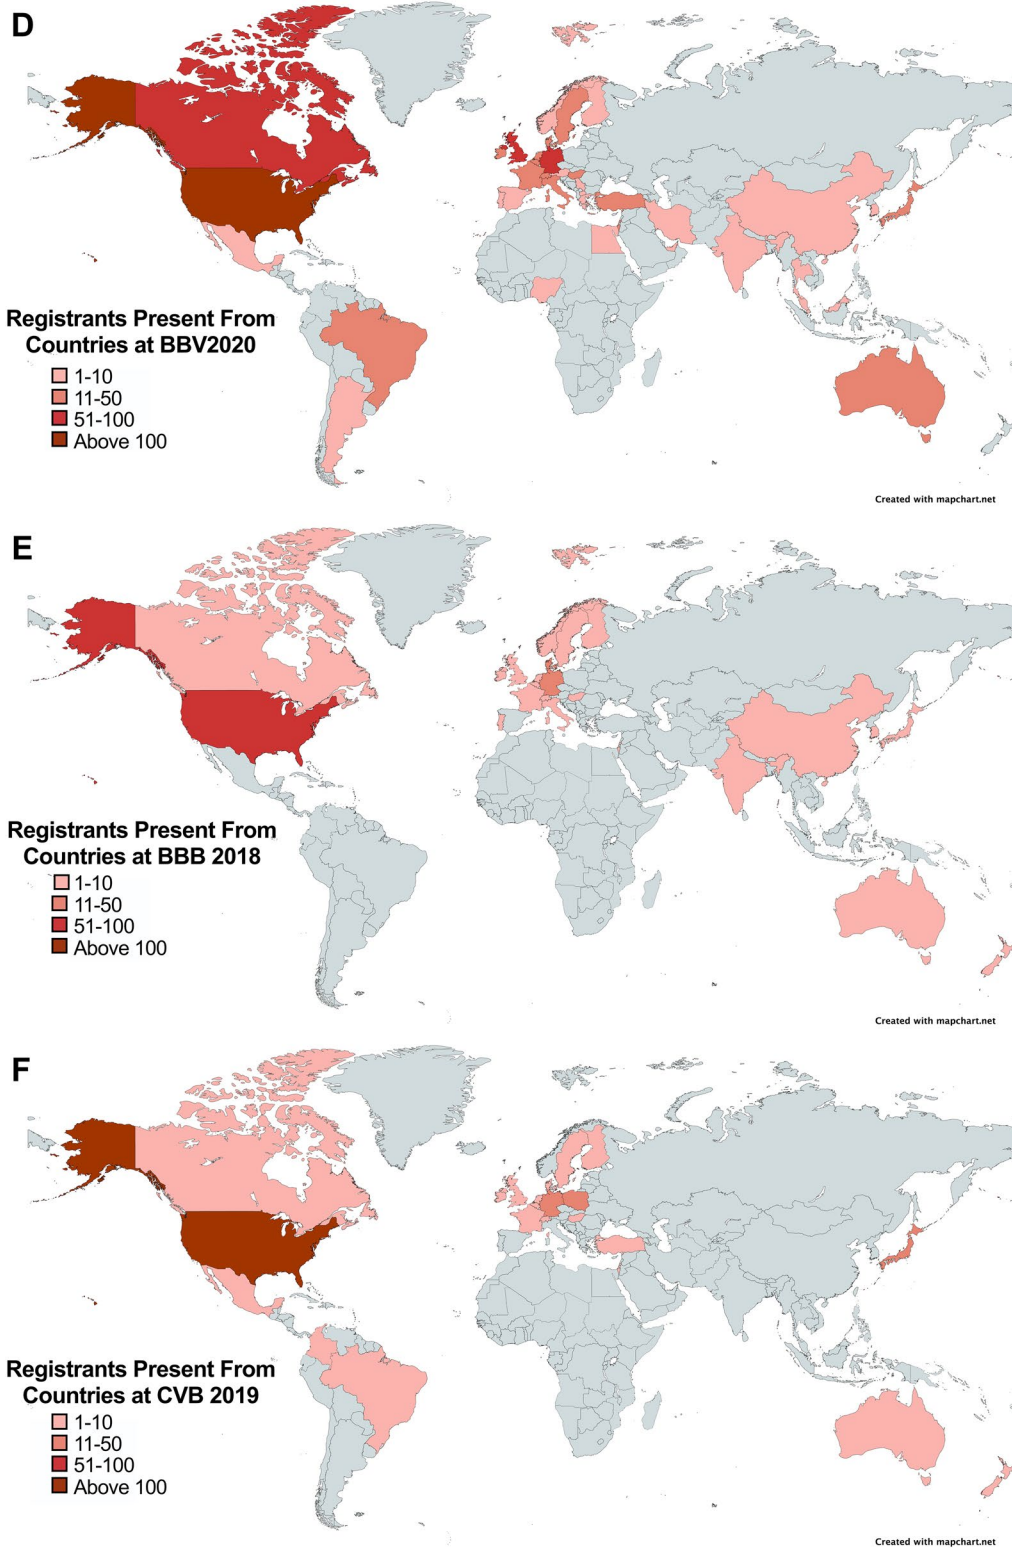 D
Registrants Present From
Countries at BBV2020
1-10
11-50
51-100
Above 100
Created with mapchart.net
E
Registrants Present From
Countries at BBB 2018
1-10
11-50
51-100
Above 100
Created with mapchart.net
F
Registrants Present From
Countries at CVB 2019
1-10
11-50
51-100
Above 100
Created with mapchart.net